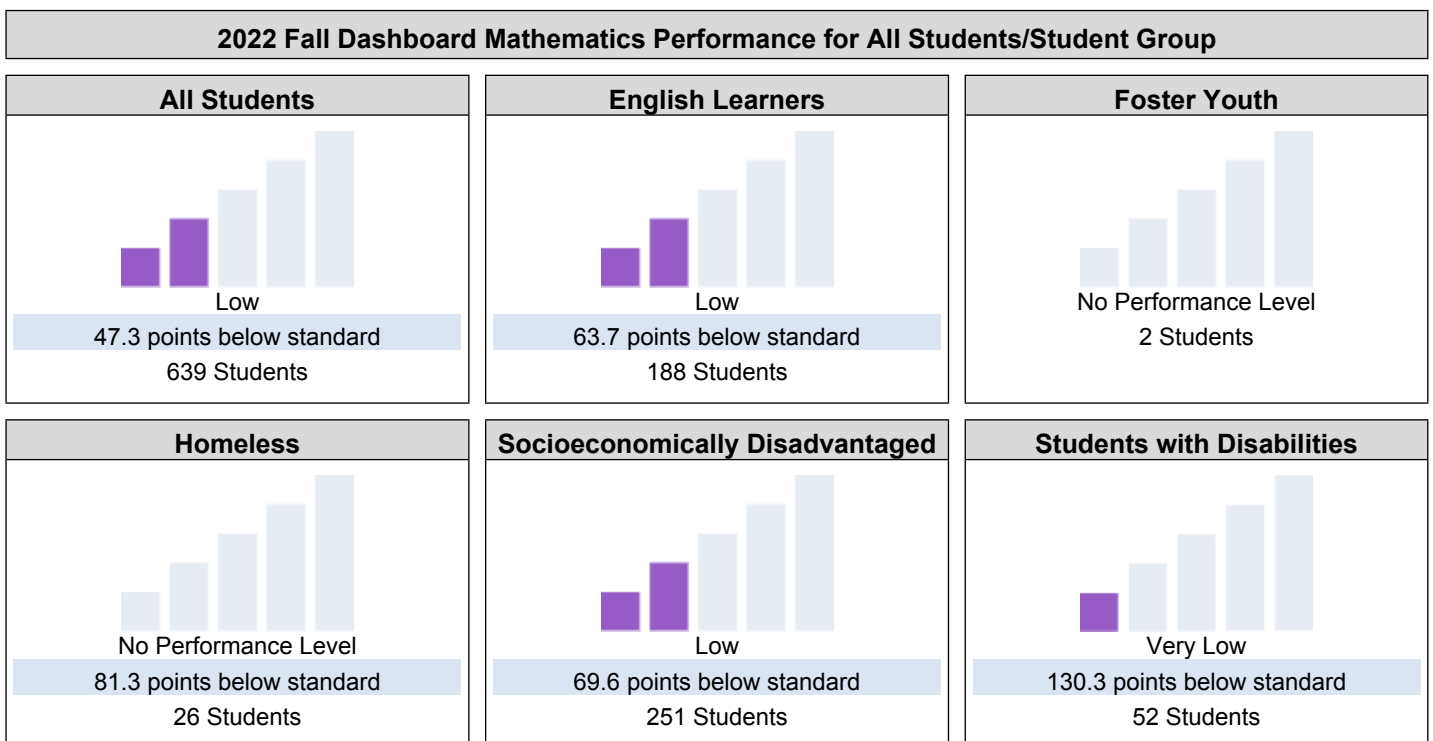 2022 Fall Dashboard Mathematics Performance for All Students/Student Group
All Students
Low
47.3 points below standard
639 Students
English Learners
Low
63.7 points below standard
188 Students
Foster Youth
No Performance Level
2 Students
Homeless
No Performance Level
81.3 points below standard
26 Students
Socioeconomically Disadvantaged
Low
69.6 points below standard
251 Students
Students with Disabilities
Very Low
130.3 points below standard
52 Students